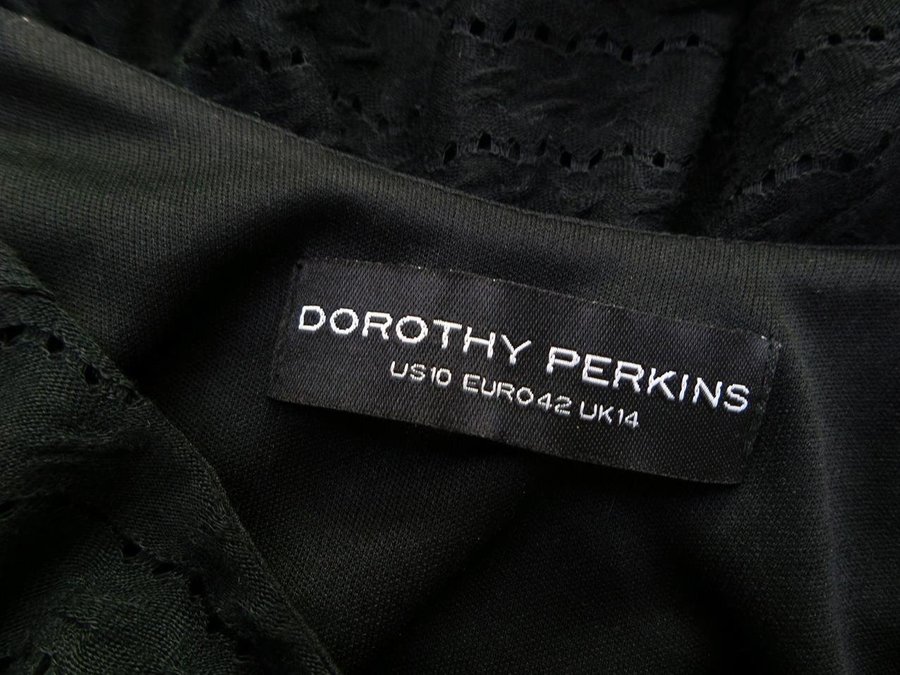 DOROTHY PERKINS
US10 EURO42 UK14